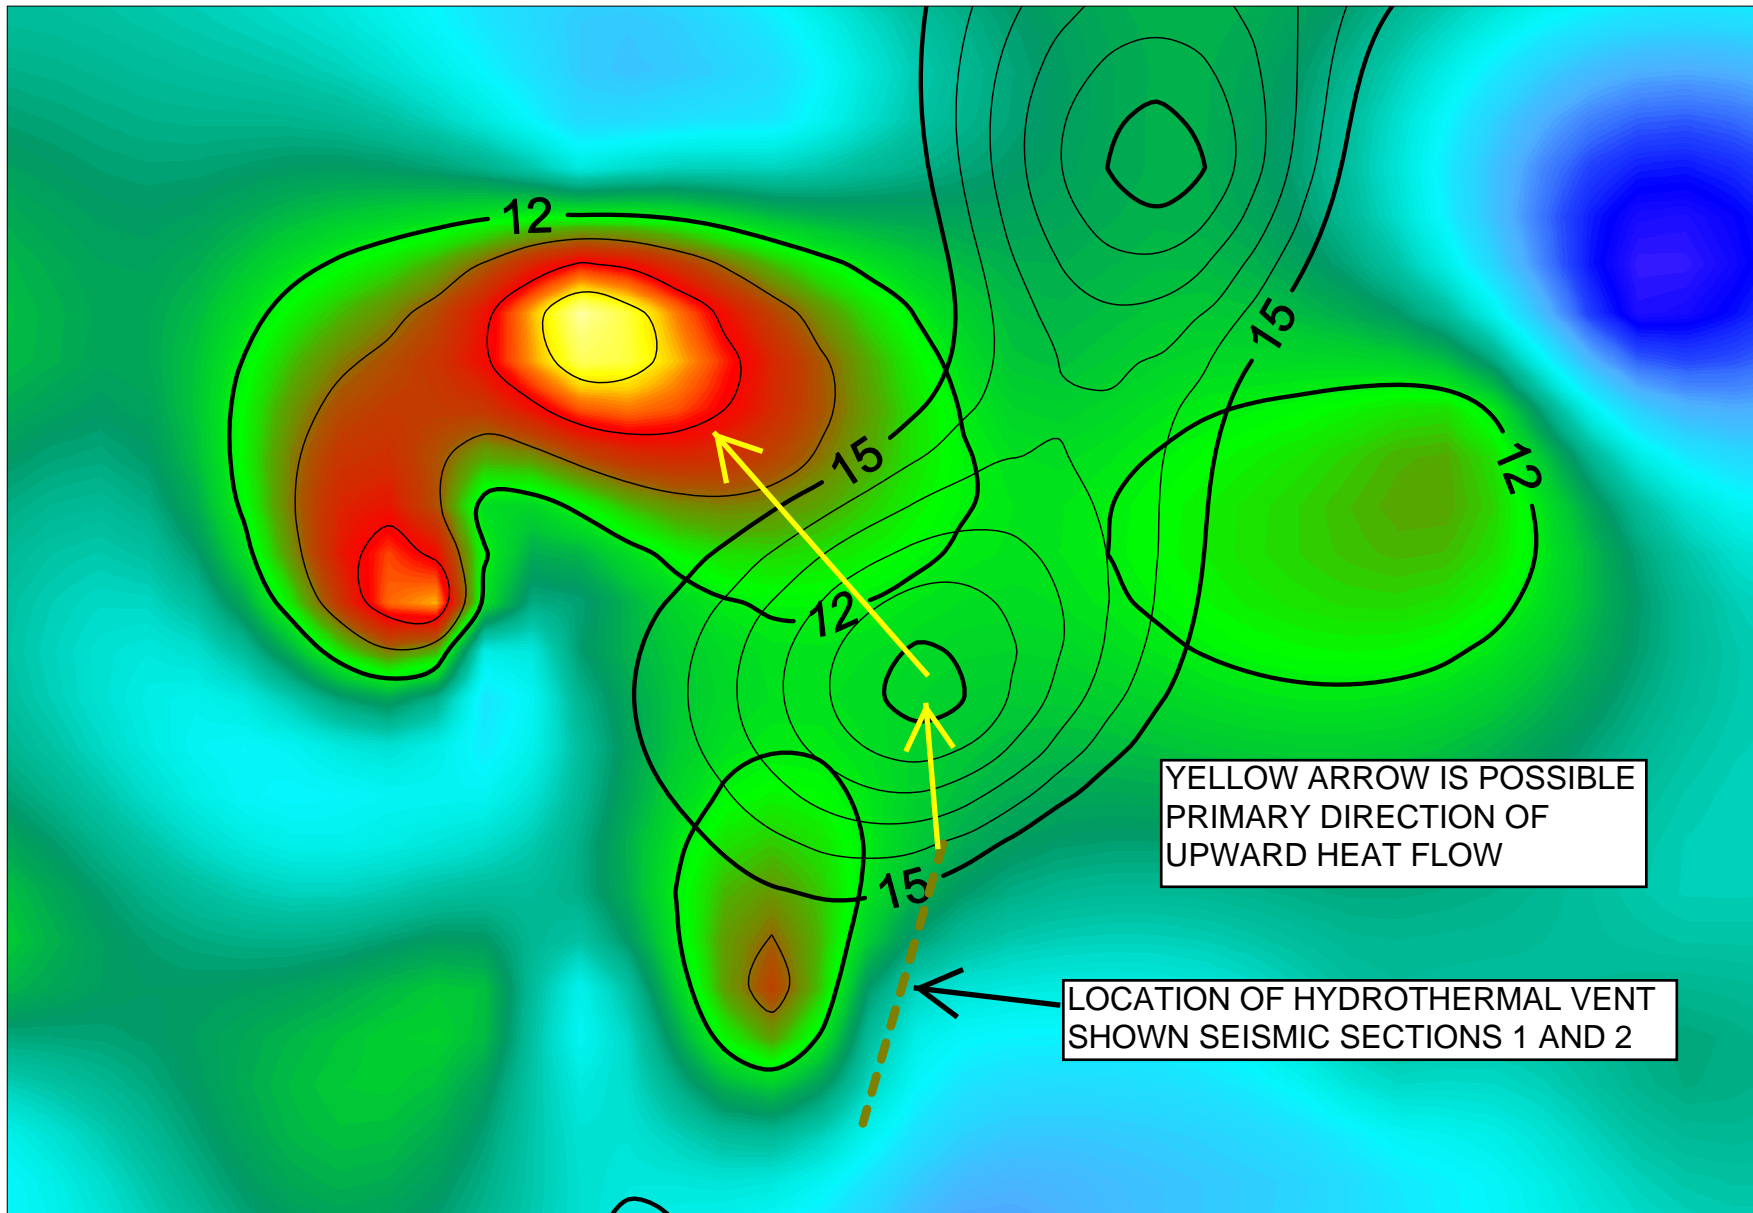 12
15
15
12
12
YELLOW ARROW IS POSSIBLE
PRIMARY DIRECTION OF
UPWARD HEAT FLOW
15
LOCATION OF HYDROTHERMAL VENT
SHOWN SEISMIC SECTIONS 1 AND 2